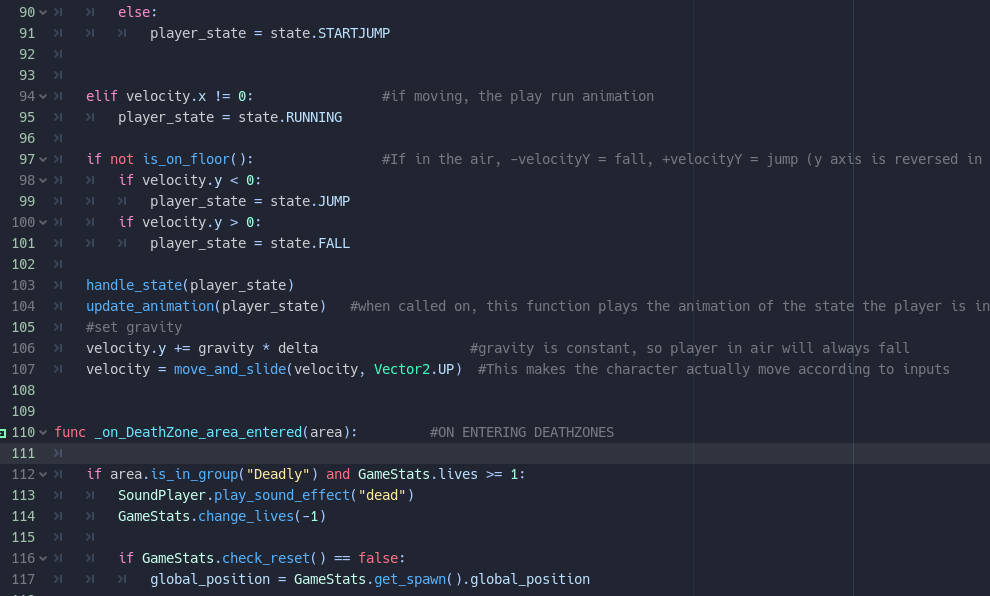 90 else:
91 player_state = state.STARTJUMP
92
93
94 elif velocity.x != 0: #if moving, the play run animation
95 player_state = state.RUNNING
96
97 if not is_on_floor(): #If in the air, -velocityY = fall, +velocityY = jump (y axis is reversed in
98 if velocity.y < 0:
99 player_state = state.JUMP
100 if velocity.y > 0:
101 player_state = state.FALL
102
103 handle_state(player_state)
104 update_animation(player_state) #when called on, this function plays the animation of the state the player is in
105 #set gravity
106 velocity.y += gravity * delta #gravity is constant, so player in air will always fall
107 velocity = move_and_slide(velocity, Vector2.UP) #This makes the character actually move according to inputs
108
109
110 func _on_DeathZone_area_entered(area): #ON ENTERING DEATHZONES
111
112 if area.is_in_group("Deadly") and GameStats.lives >= 1:
113 SoundPlayer.play_sound_effect("dead")
114 GameStats.change_lives(-1)
115
116 if GameStats.check_reset() == false:
117 global_position = GameStats.get_spawn().global_position